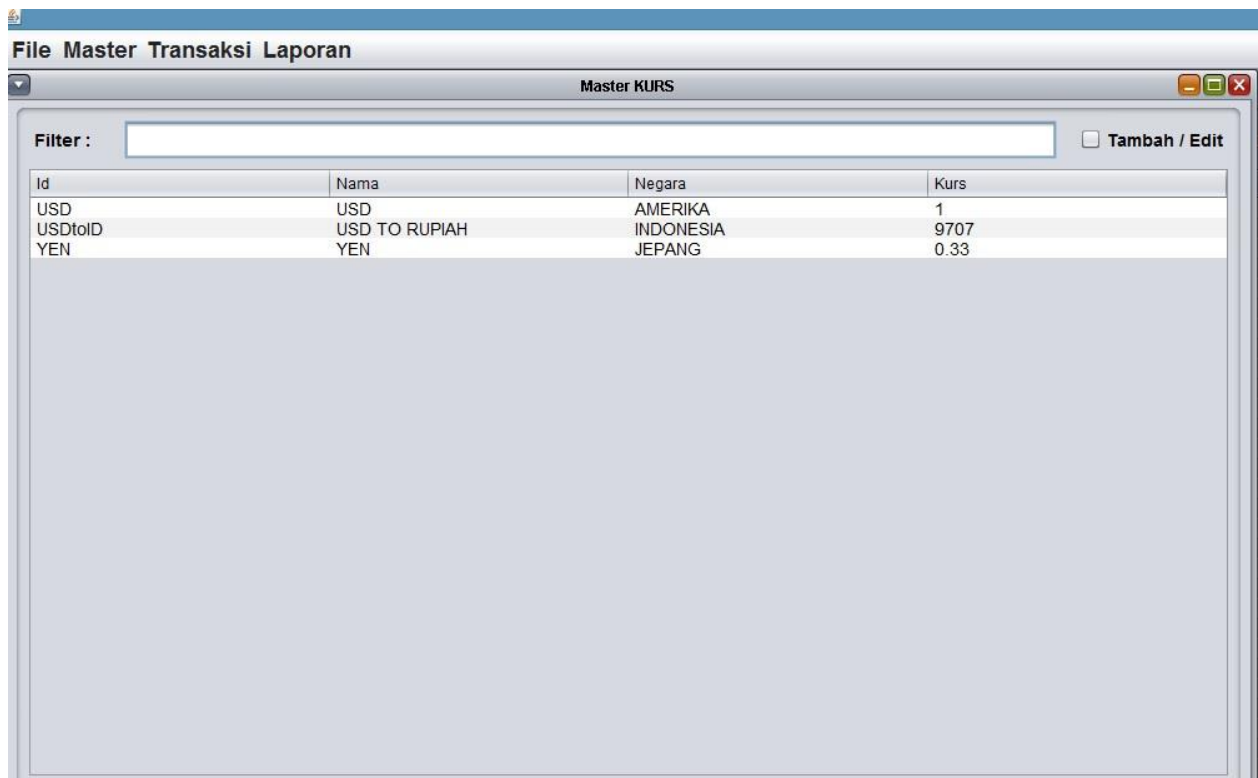 File Master Transaksi Laporan
Master KURS
Filter : Tambah / Edit
Id Nama Negara Kurs
USD USD AMERIKA 1
USDtoID USD TO RUPIAH INDONESIA 9707
YEN YEN JEPANG 0.33